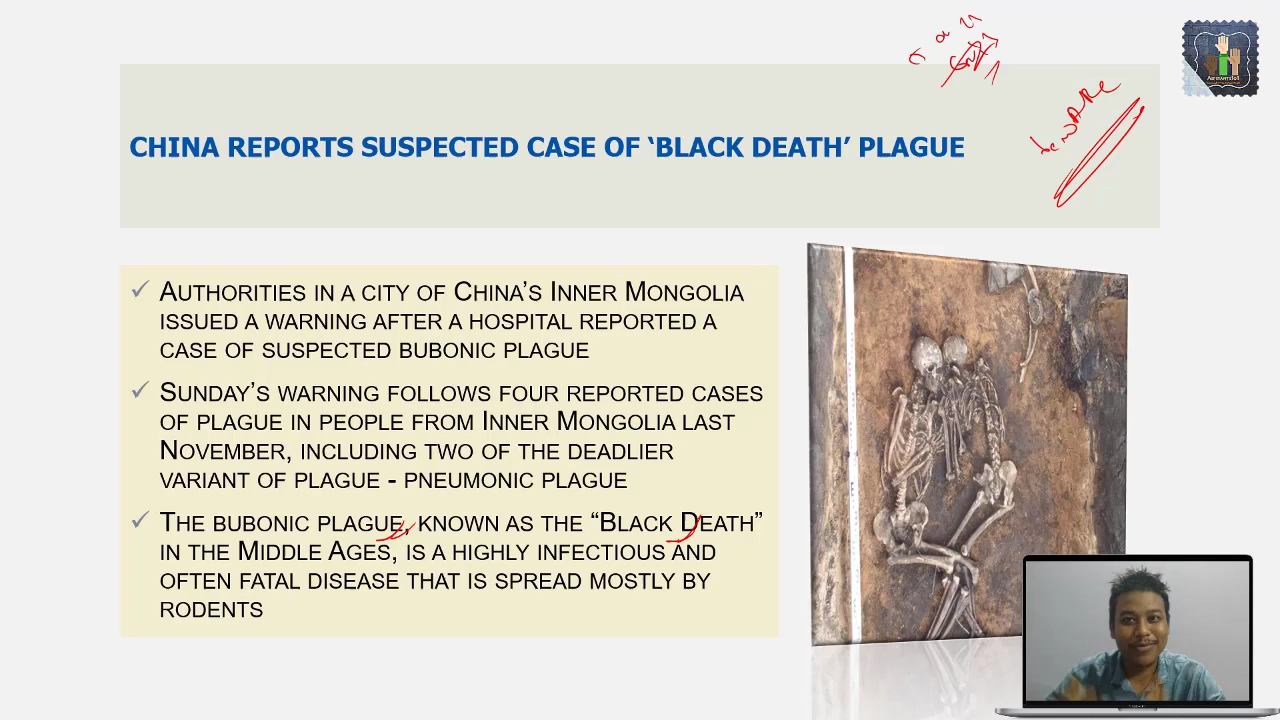 beWARe
CHINA REPORTS SUSPECTED CASE OF ‘BLACK DEATH’ PLAGUE
✓ AUTHORITIES IN A CITY OF CHINA’S INNER MONGOLIA
ISSUED A WARNING AFTER A HOSPITAL REPORTED A
CASE OF SUSPECTED BUBONIC PLAGUE
✓ SUNDAY’S WARNING FOLLOWS FOUR REPORTED CASES
OF PLAGUE IN PEOPLE FROM INNER MONGOLIA LAST
NOVEMBER, INCLUDING TWO OF THE DEADLIER
VARIANT OF PLAGUE - PNEUMONIC PLAGUE
✓ THE BUBONIC PLAGUE, KNOWN AS THE “BLACK DEATH”
IN THE MIDDLE AGES, IS A HIGHLY INFECTIOUS AND
OFTEN FATAL DISEASE THAT IS SPREAD MOSTLY BY
RODENTS